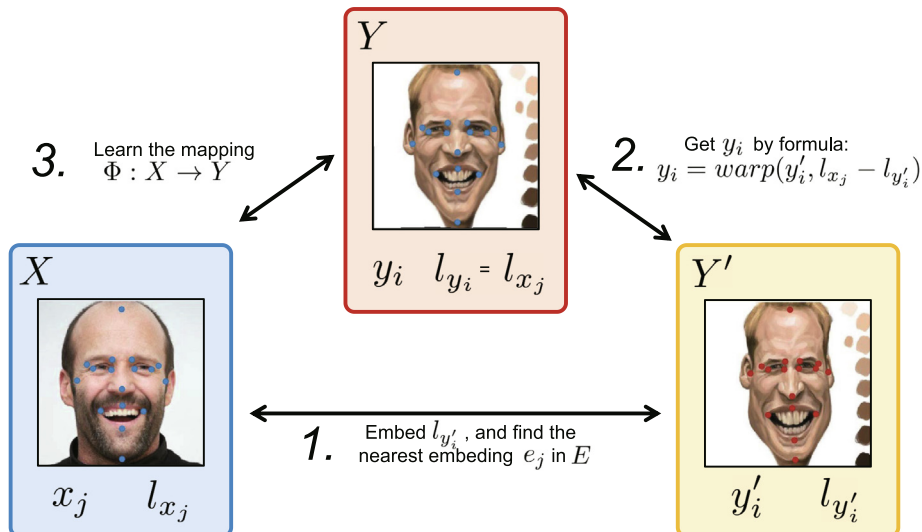 Y
3.
Learn the mapping
Φ : X → Y
2.
Get y_i by formula:
y_i = warp(y'_i, l_{x_j} − l_{y'_i})
y_i l_{y_i} = l_{x_j}
X
Y'
1.
Embed l_{y'_i} , and find the
nearest embeding e_j in E
x_j l_{x_j}
y'_i l_{y'_i}